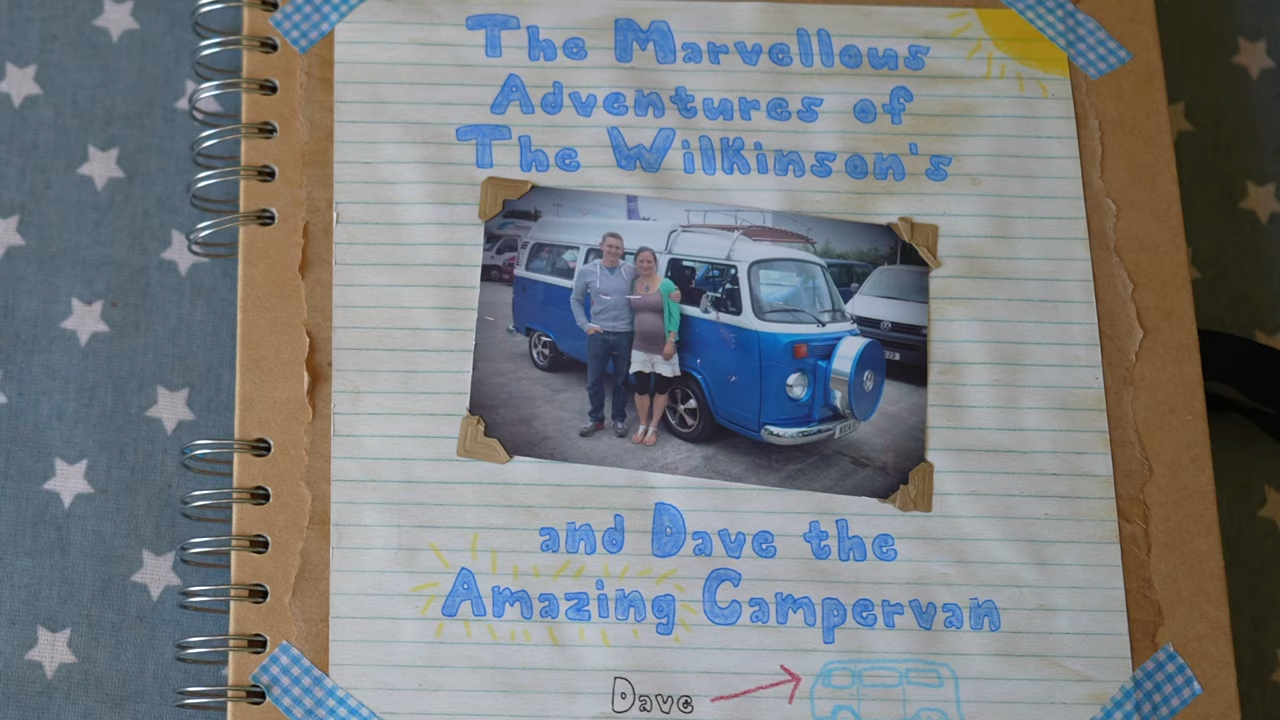 The Marvellous
Adventures of
The Wilkinson's
and Dave the
Amazing Campervan
Dave